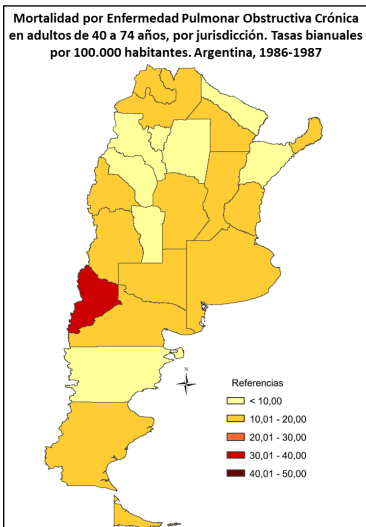 Mortalidad por Enfermedad Pulmonar Obstructiva Crónica
en adultos de 40 a 74 años, por jurisdicción. Tasas bianuales
por 100.000 habitantes. Argentina, 1986-1987
N
Referencias
< 10,00
10,01 - 20,00
20,01 - 30,00
30,01 - 40,00
40,01 - 50,00